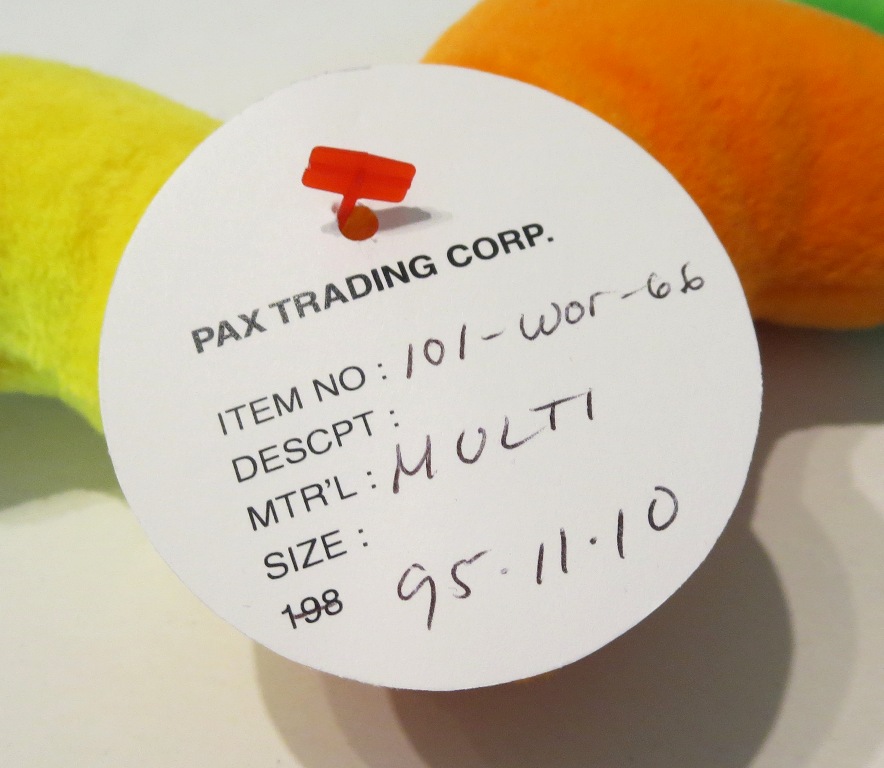 PAX TRADING CORP.
ITEM NO : 101-WOr-66
DESCPT :
MTR'L : MULTI
SIZE :
198 95.11.10